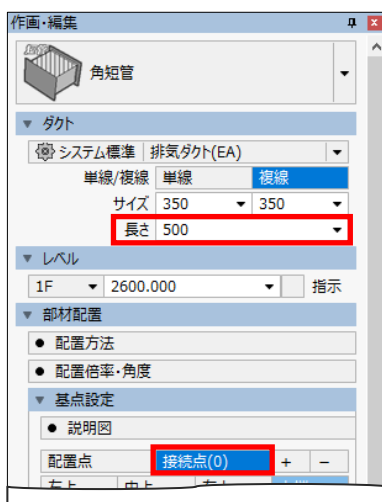 作画・編集
角短管
ダクト
システム標準 排気ダクト(EA)
単線/複線 単線 複線
サイズ 350 350
長さ 500
レベル
1F 2600.000 指示
部材配置
● 配置方法
● 配置倍率・角度
基点設定
● 説明図
配置点 接続点(0) + −